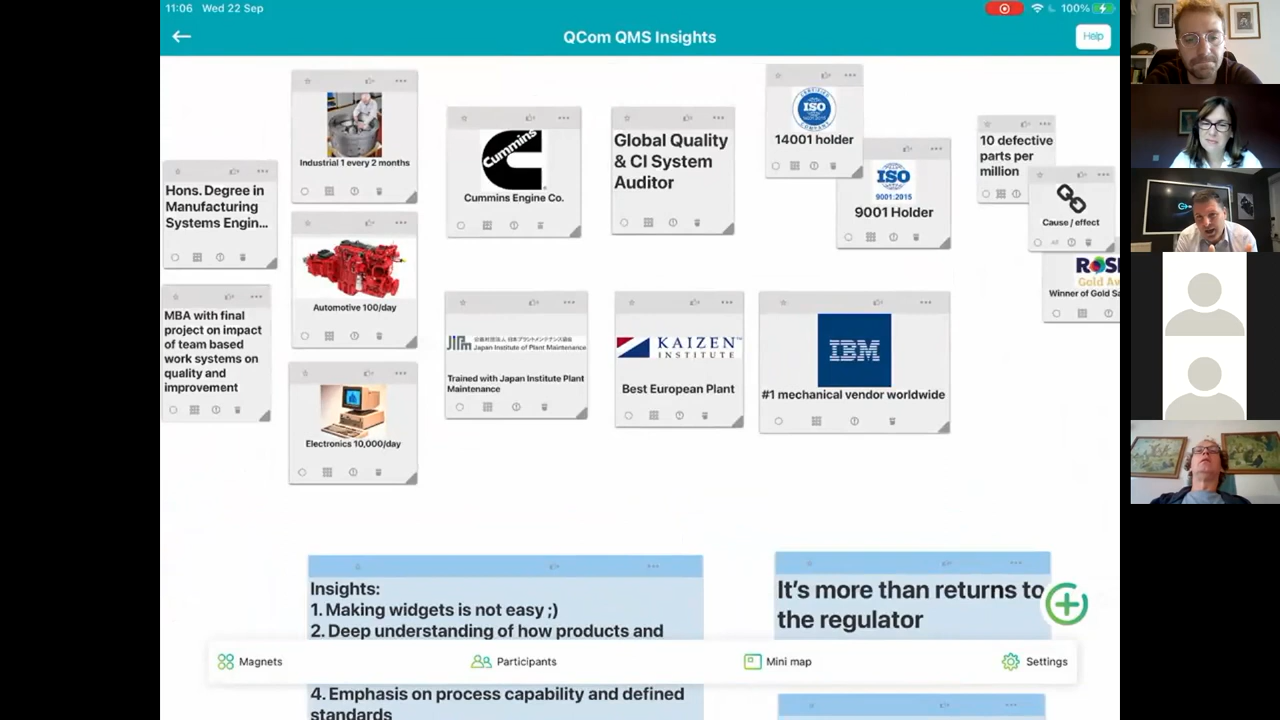 11:06 Wed 22 Sep
100%
QCom QMS Insights
Help
Hons. Degree in
Manufacturing
Systems Engin...
MBA with final
project on impact
of team based
work systems on
quality and
improvement
Industrial 1 every 2 months
Automotive 100/day
Electronics 10,000/day
Cummins
Cummins Engine Co.
Japan Institute of Plant Maintenance
Trained with Japan Institute Plant
Maintenance
Global Quality
& CI System
Auditor
KAIZEN™
INSTITUTE
Best European Plant
ISO
14001 holder
ISO
9001:2015
9001 Holder
IBM
#1 mechanical vendor worldwide
10 defective
parts per
million
Cause / effect
Winner of Gold Sa
Insights:
1. Making widgets is not easy ;)
2. Deep understanding of how products and
4. Emphasis on process capability and defined
standards
It's more than returns to
the regulator
Magnets
Participants
Mini map
Settings